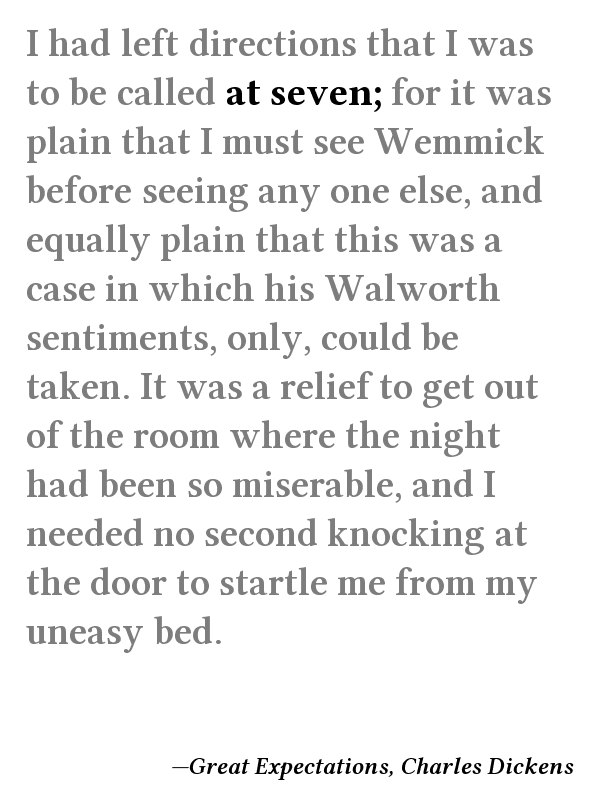 I had left directions that I was
to be called at seven; for it was
plain that I must see Wemmick
before seeing any one else, and
equally plain that this was a
case in which his Walworth
sentiments, only, could be
taken. It was a relief to get out
of the room where the night
had been so miserable, and I
needed no second knocking at
the door to startle me from my
uneasy bed.
—Great Expectations, Charles Dickens